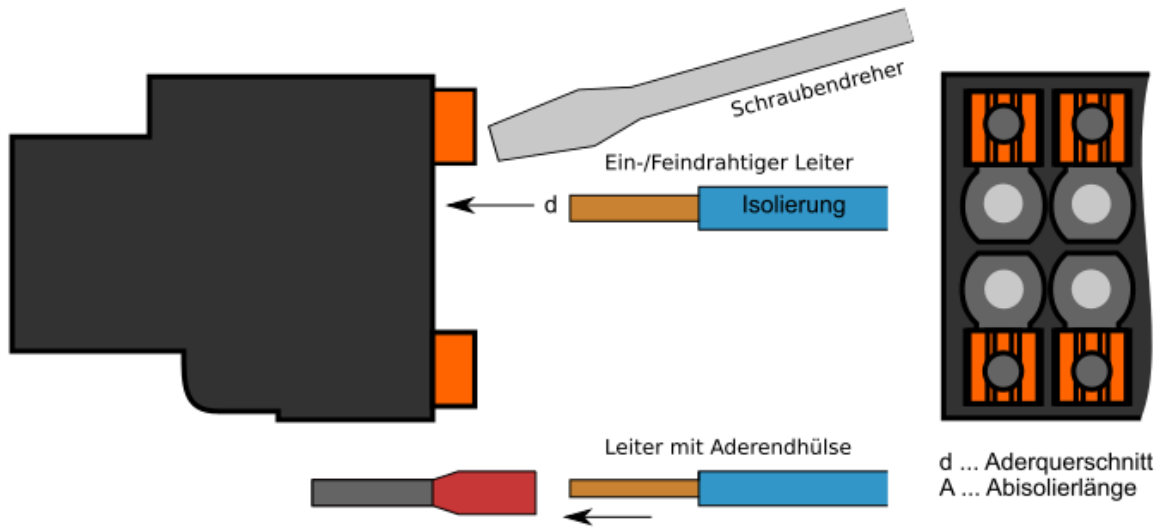 Schraubendreher
Ein-/Feindrahtiger Leiter
d
Isolierung
Leiter mit Aderendhülse
d ... Aderquerschnitt
A ... Abisolierlänge